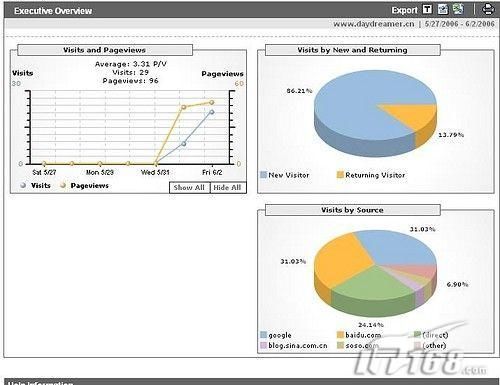 Executive Overview
Export T
www.daydreamer.cn | 5/27/2006 - 6/2/2006
Visits and Pageviews
Average: 3.31 P/V
Visits: 29
Pageviews: 96
Visits
Pageviews
30
60
0
0
Sat 5/27
Mon 5/29
Wed 5/31
Fri 6/2
Visits
Pageviews
Show All
Hide All
Visits by New and Returning
86.21%
13.79%
New Visitor
Returning Visitor
Visits by Source
31.03%
31.03%
6.90%
24.14%
google
baidu.com
(direct)
blog.sina.com.cn
soso.com
(other)
IT168.com
Help Information